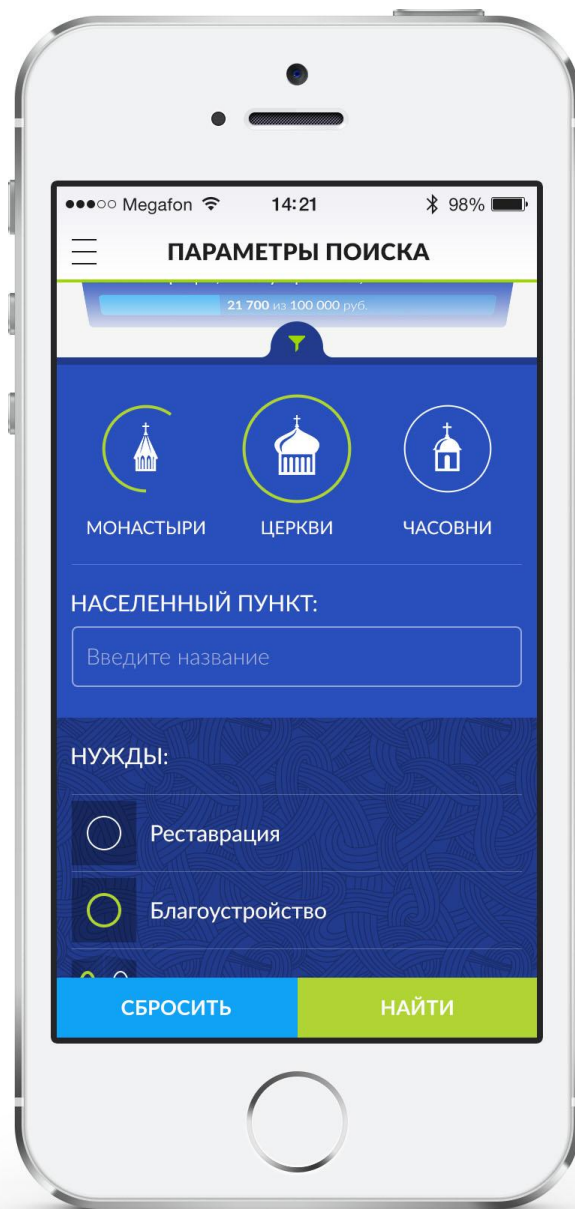 Megafon 14:21 98%
ПАРАМЕТРЫ ПОИСКА
21 700 из 100 000 руб.
МОНАСТЫРИ ЦЕРКВИ ЧАСОВНИ
НАСЕЛЕННЫЙ ПУНКТ:
Введите название
НУЖДЫ:
Реставрация
Благоустройство
СБРОСИТЬ НАЙТИ